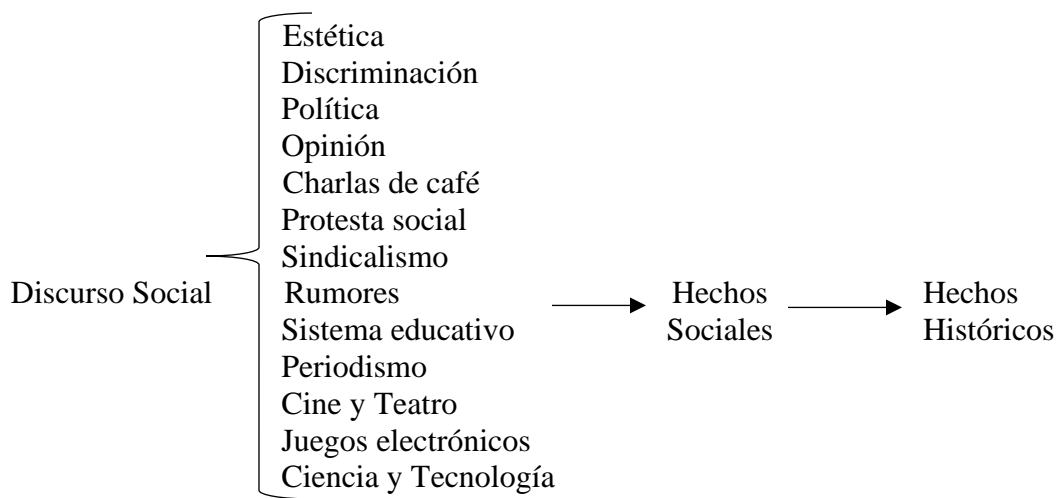 Estética
Discriminación
Política
Opinión
Charlas de café
Protesta social
Sindicalismo
Discurso Social
Rumores
Hechos
Hechos
Sistema educativo
Sociales
Históricos
Periodismo
Cine y Teatro
Juegos electrónicos
Ciencia y Tecnología